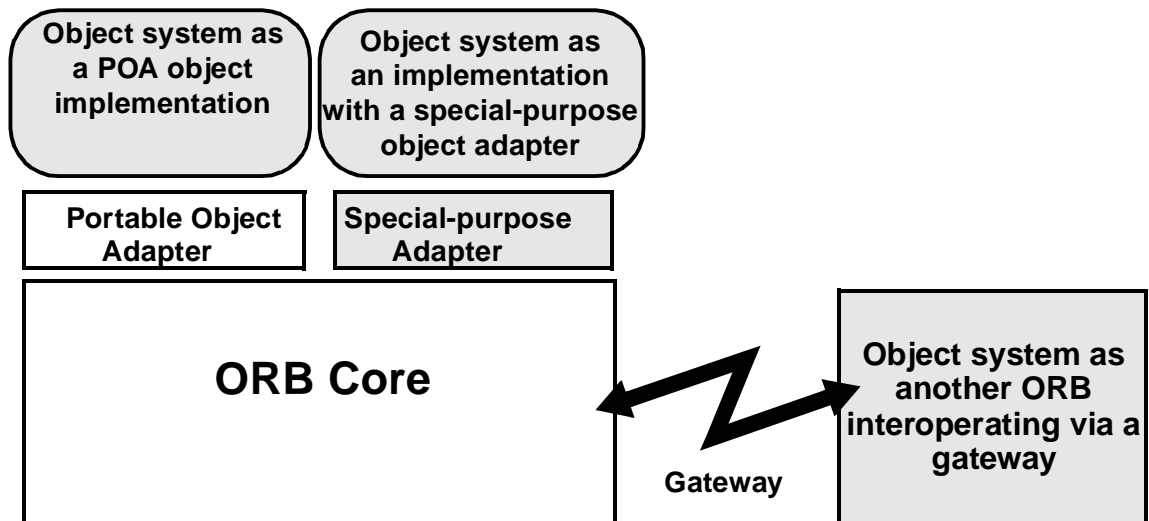 Object system as
a POA object
implementation
Object system as
an implementation
with a special-purpose
object adapter
Portable Object
Adapter
Special-purpose
Adapter
ORB Core
Gateway
Object system as
another ORB
interoperating via a
gateway